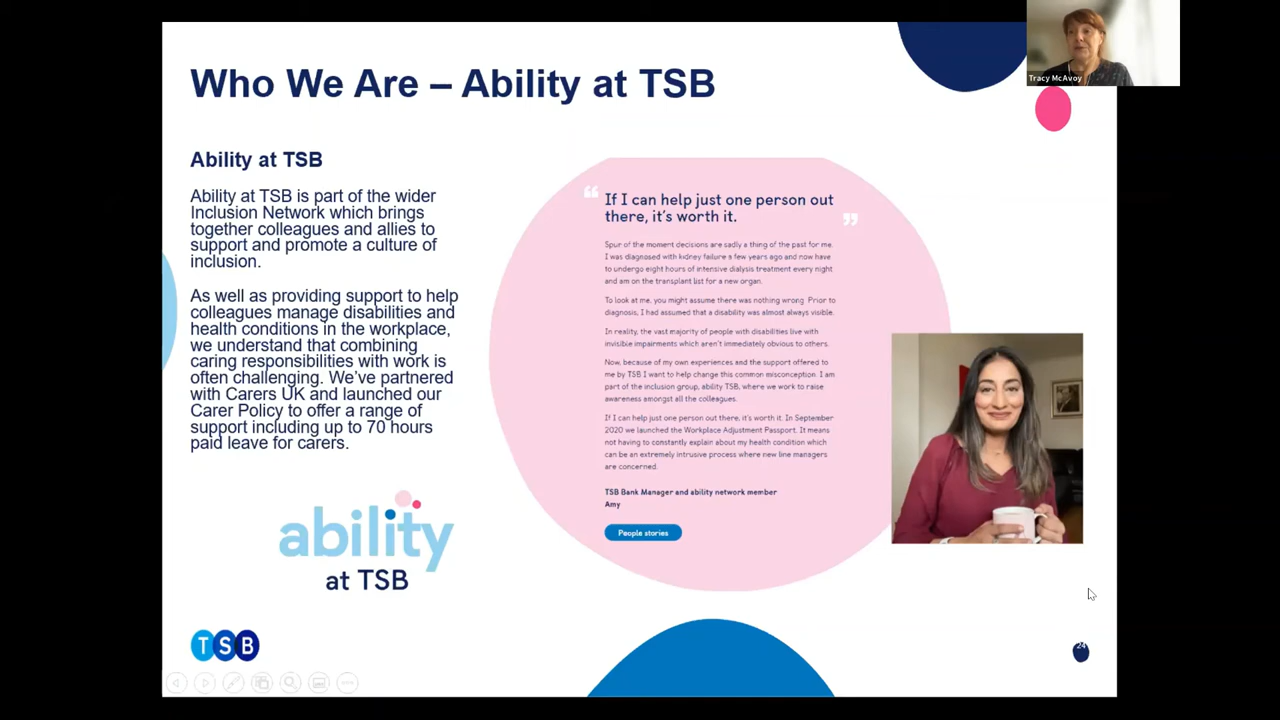 Who We Are – Ability at TSB
Tracy McAvoy
Ability at TSB
Ability at TSB is part of the wider
Inclusion Network which brings
together colleagues and allies to
support and promote a culture of
inclusion.
As well as providing support to help
colleagues manage disabilities and
health conditions in the workplace,
we understand that combining
caring responsibilities with work is
often challenging. We’ve partnered
with Carers UK and launched our
Carer Policy to offer a range of
support including up to 70 hours
paid leave for carers.
ability
at TSB
“ If I can help just one person out
there, it’s worth it. ”
Spur of the moment decisions are sadly a thing of the past for me.
I was diagnosed with kidney failure a few years ago and now have
to undergo eight hours of intensive dialysis treatment every night
and am on the transplant list for a new organ.
To look at me, you might assume there was nothing wrong. Prior to
diagnosis, I had assumed that a disability was almost always visible.
In reality, the vast majority of people with disabilities live with
invisible impairments which aren’t immediately obvious to others.
Now, because of my own experiences and the support offered to
me by TSB I want to help change this common misconception. I am
part of the inclusion group, ability TSB, where we work to raise
awareness amongst all the colleagues.
If I can help just one person out there, it’s worth it. In September
2020 we launched the Workplace Adjustment Passport. It means
not having to constantly explain about my health condition which
can be an extremely intrusive process where new line managers
are concerned.
TSB Bank Manager and ability network member
Amy
People stories
TSB
24